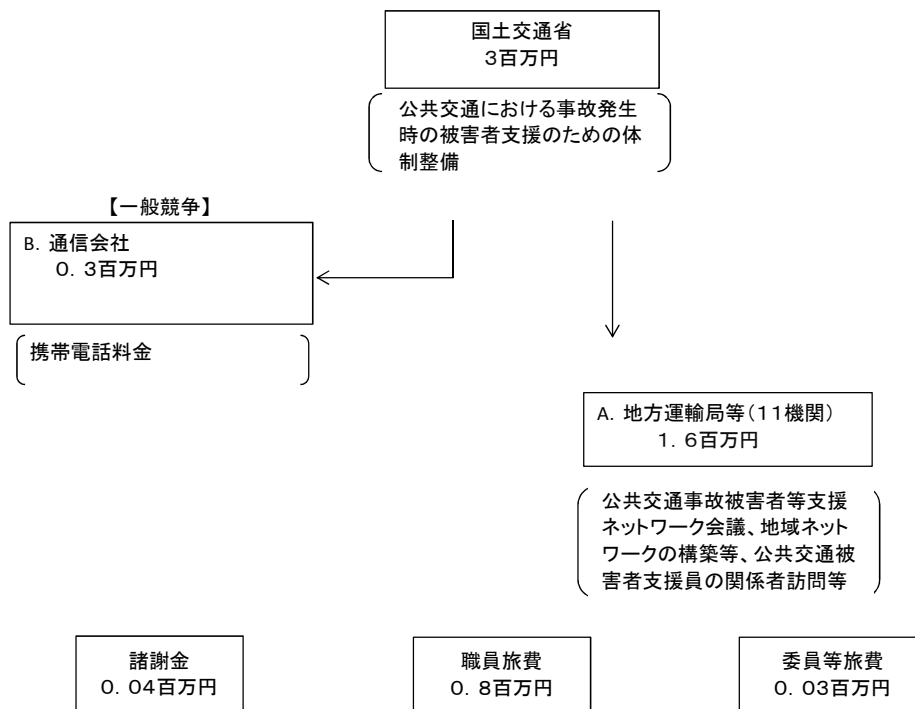 国土交通省
3百万円
公共交通における事故発生
時の被害者支援のための体
制整備
【一般競争】
B. 通信会社
0. 3百万円
携帯電話料金
A. 地方運輸局等(11機関)
1. 6百万円
公共交通事故被害者等支援
ネットワーク会議、地域ネット
ワークの構築等、公共交通被
害者支援員の関係者訪問等
諸謝金
0. 04百万円
職員旅費
0. 8百万円
委員等旅費
0. 03百万円